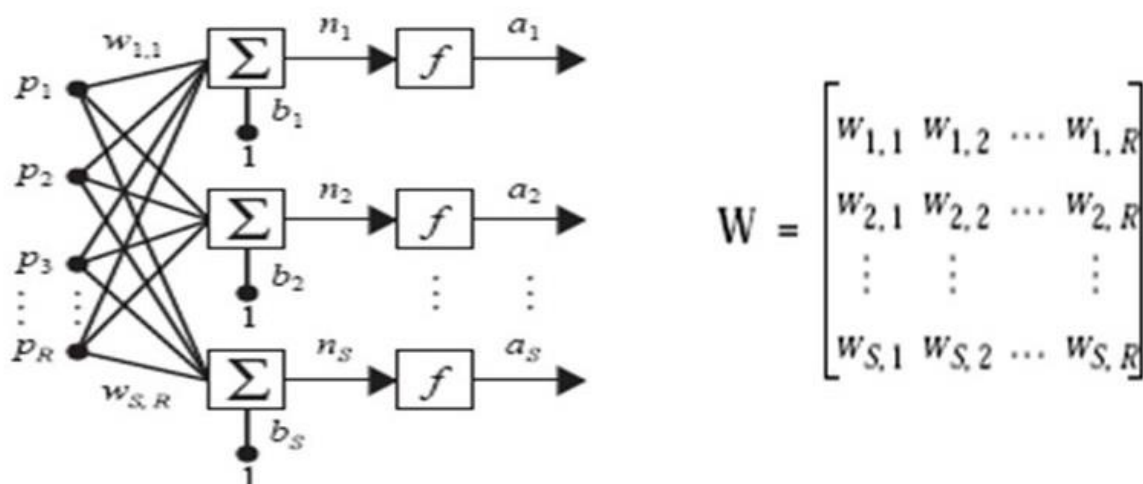 w1,1 n1 a1
p1 Σ f
b1
1
p2 n2 a2
Σ f
p3 b2
⋮ ⋮ 1 ⋮ ⋮
pR nS aS
Σ f
wS,R
bS
1
W = [w1,1 w1,2 ... w1,R
w2,1 w2,2 ... w2,R
⋮ ⋮ ⋮
wS,1 wS,2 ... wS,R]